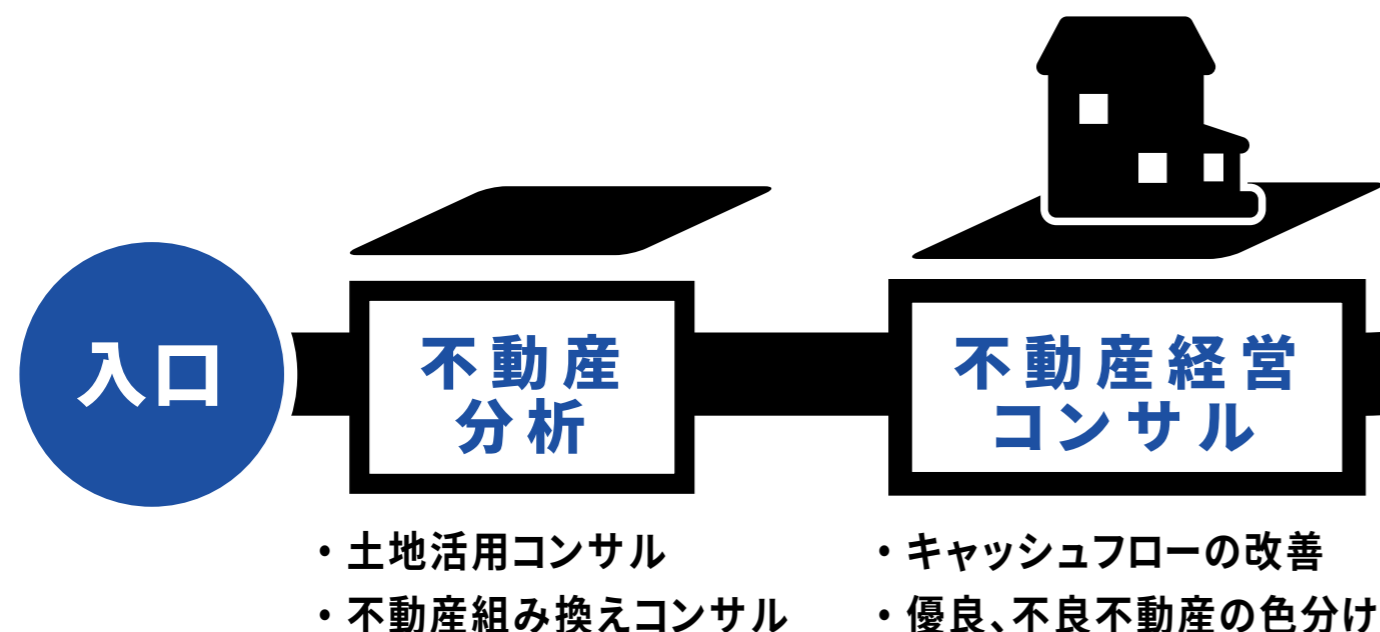 入口
不動産
分析
不動産経営
コンサル
・土地活用コンサル
・不動産組み換えコンサル
・キャッシュフローの改善
・優良、不良不動産の色分け